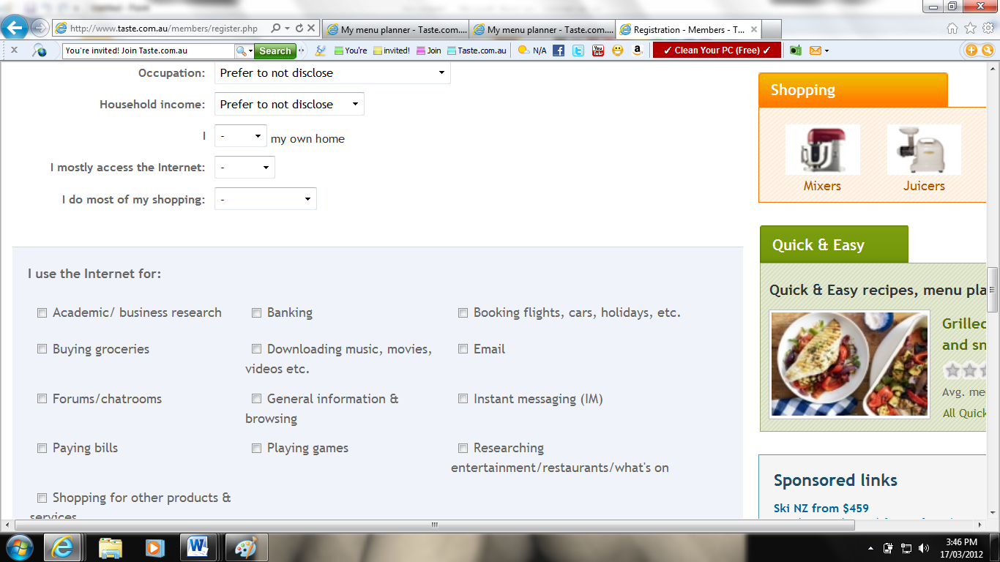 http://www.taste.com.au/members/register.php
My menu planner - Taste.com....
My menu planner - Taste.com....
Registration - Members - T...
You're invited! Join Taste.com.au
Search
You're
invited!
Join
Taste.com.au
N/A
✓ Clean Your PC (Free) ✓
Occupation: Prefer to not disclose
Household income: Prefer to not disclose
I - my own home
I mostly access the Internet: -
I do most of my shopping: -
I use the Internet for:
Academic/ business research
Banking
Booking flights, cars, holidays, etc.
Buying groceries
Downloading music, movies,
videos etc.
Email
Forums/chatrooms
General information &
browsing
Instant messaging (IM)
Paying bills
Playing games
Researching
entertainment/restaurants/what's on
Shopping for other products &
services
Shopping
Mixers
Juicers
Quick & Easy
Quick & Easy recipes, menu pla
Grilled
and sn
Avg. me
All Quick
Sponsored links
Ski NZ from $459
3:46 PM
17/03/2012